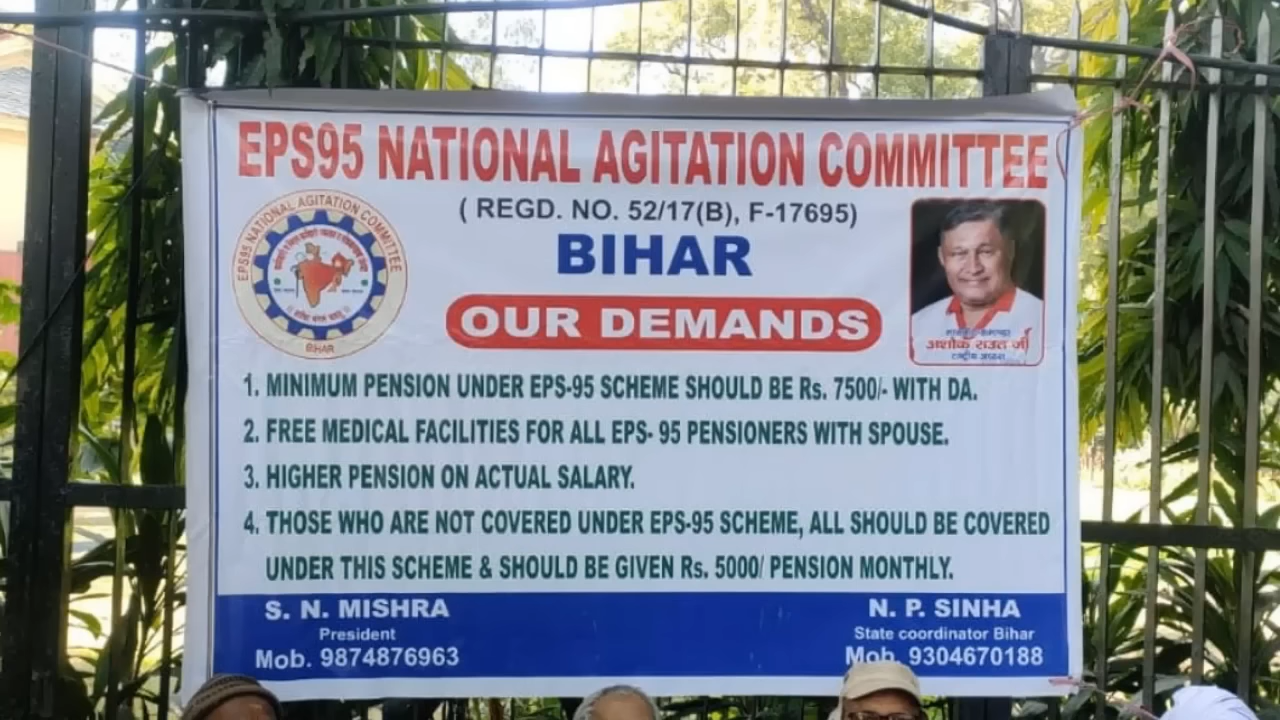 EPS95 NATIONAL AGITATION COMMITTEE
( REGD. NO. 52/17(B), F-17695)
BIHAR
EPS95 NATIONAL AGITATION COMMITTEE
BIHAR
OUR DEMANDS
अशोक राउत जी
राष्ट्रीय अध्यक्ष
1. MINIMUM PENSION UNDER EPS-95 SCHEME SHOULD BE Rs. 7500/- WITH DA.
2. FREE MEDICAL FACILITIES FOR ALL EPS- 95 PENSIONERS WITH SPOUSE.
3. HIGHER PENSION ON ACTUAL SALARY.
4. THOSE WHO ARE NOT COVERED UNDER EPS-95 SCHEME, ALL SHOULD BE COVERED
UNDER THIS SCHEME & SHOULD BE GIVEN Rs. 5000/ PENSION MONTHLY.
S. N. MISHRA
President
Mob. 9874876963
N. P. SINHA
State coordinator Bihar
Mob. 9304670188